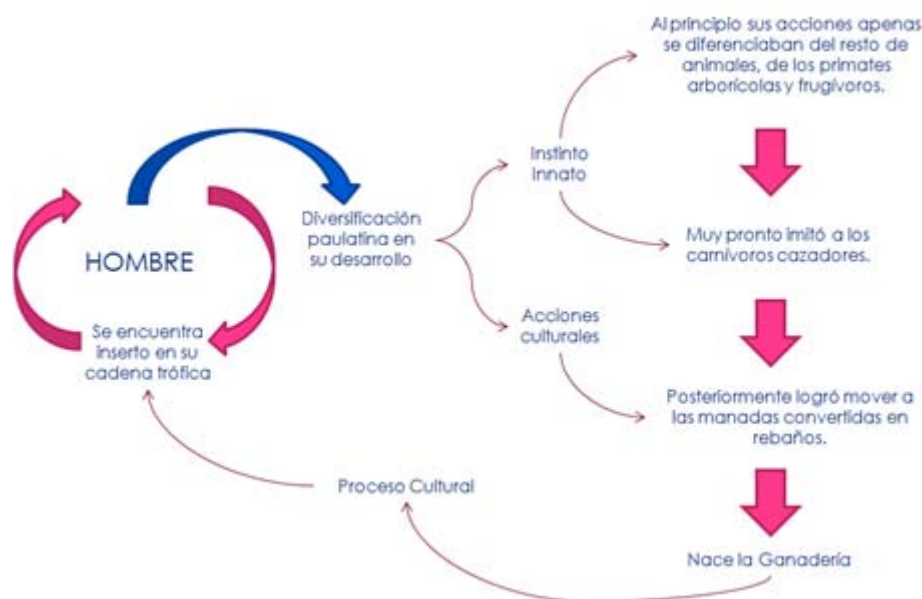 HOMBRE
Se encuentra
inserto en su
cadena trófica
Diversificación
paulatina en
su desarrollo
Instinto
Innato
Acciones
culturales
Al principio sus acciones apenas
se diferenciaban del resto de
animales, de los primates
arborícolas y frugívoros.
Muy pronto imitó a los
carnívoros cazadores.
Posteriormente logró mover a
las manadas convertidas en
rebaños.
Nace la Ganadería
Proceso Cultural